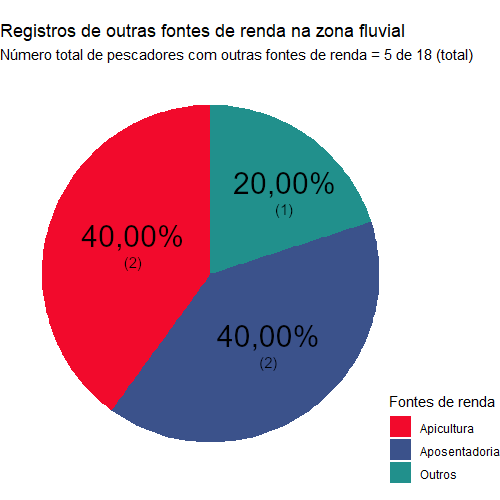 Registros de outras fontes de renda na zona fluvial
Número total de pescadores com outras fontes de renda = 5 de 18 (total)
20,00%
(1)
40,00%
(2)
40,00%
(2)
Fontes de renda
Apicultura
Aposentadoria
Outros